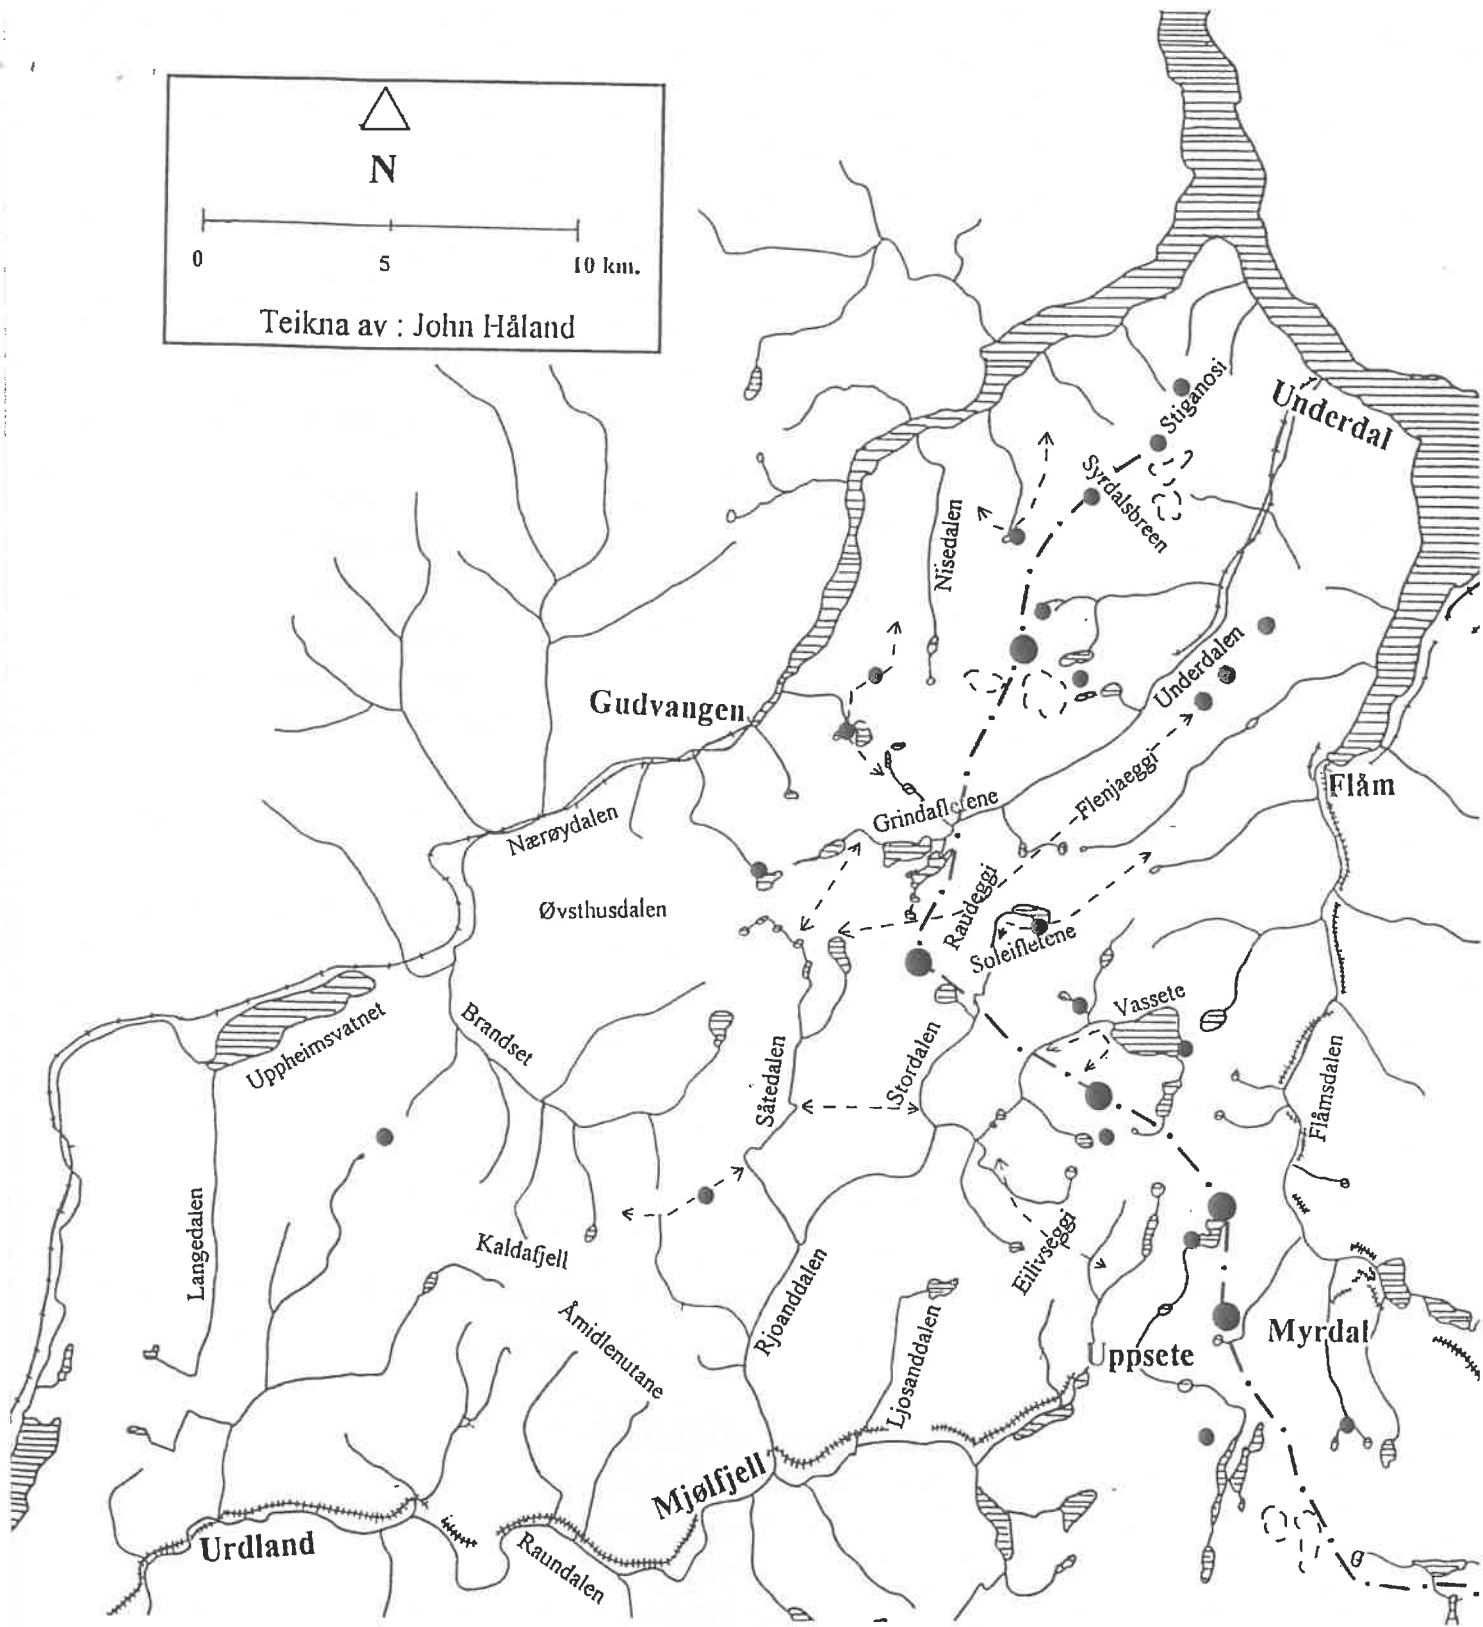 N
0 5 10 km.
Teikna av : John Håland
Underdal
Stiganosi
Syrdalsbreen
Nisedalen
Underdalen
Gudvangen
Flenjaeggi
Flåm
Grindafletene
Nærøydalen
Raudeggi
Øvsthusdalen
Soleifletene
Vassete
Brandset
Uppheimsvatnet
Såtedalen
Stordalen
Flåmsdalen
Langedalen
Kaldafjell
Eilivseggi
Rjoanddalen
Åmidlenutane
Ljosanddalen
Myrdal
Uppsete
Mjølfjell
Urdland
Raundalen